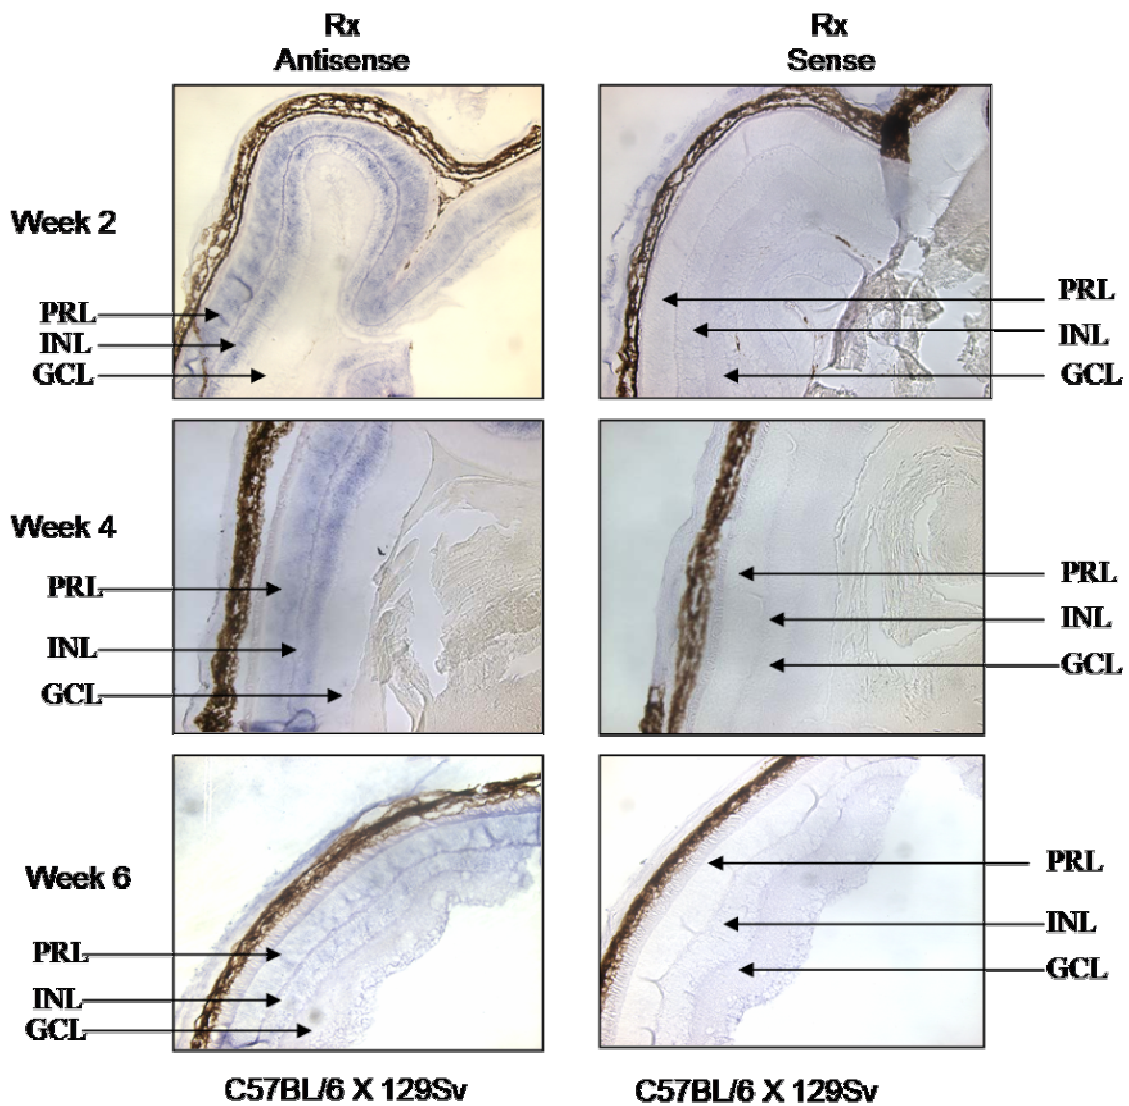 Rx
Antisense
Rx
Sense
Week 2
PRL
INL
GCL
PRL
INL
GCL
Week 4
PRL
INL
GCL
PRL
INL
GCL
Week 6
PRL
INL
GCL
PRL
INL
GCL
C57BL/6 X 129Sv
C57BL/6 X 129Sv